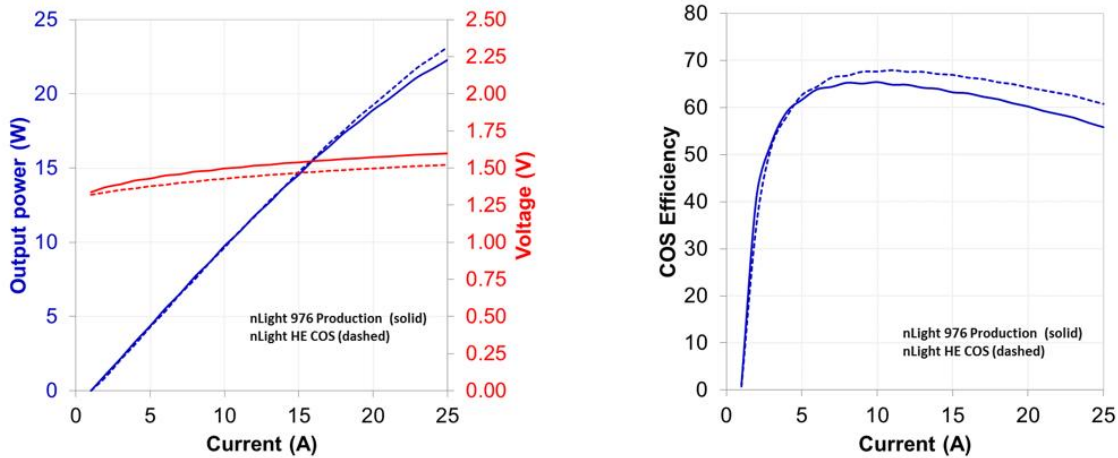 Output power (W)
25
20
15
10
5
0
0 5 10 15 20 25
Current (A)
2.50
2.25
2.00
1.75
1.50
1.25
1.00
0.75
0.50
0.25
0.00
Voltage (V)
nLight 976 Production (solid)
nLight HE COS (dashed)
COS Efficiency
80
70
60
50
40
30
20
10
0
0 5 10 15 20 25
Current (A)
nLight 976 Production (solid)
nLight HE COS (dashed)